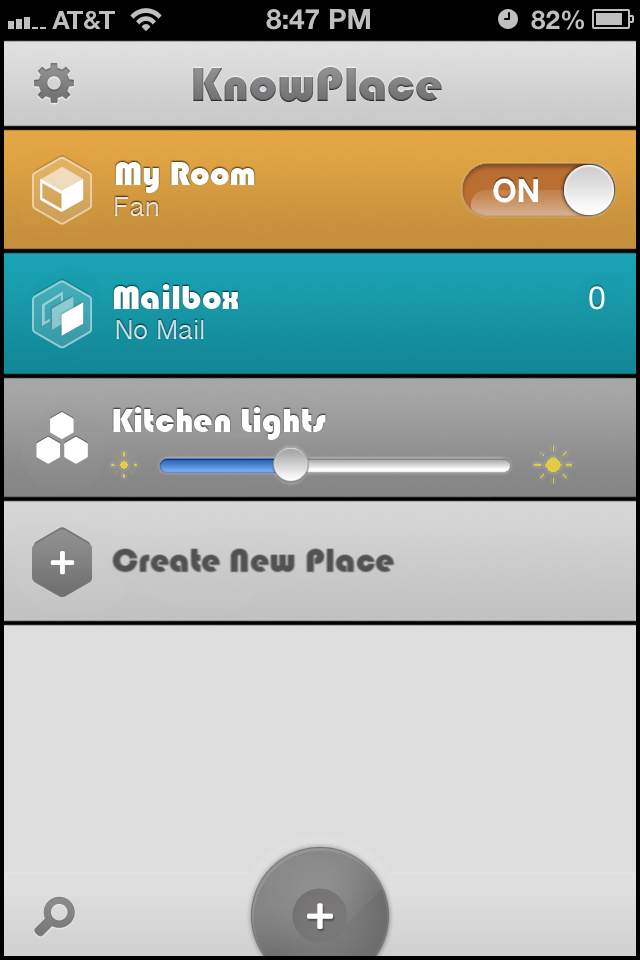 AT&T 8:47 PM 82%
KnowPlace
My Room
Fan
ON
Mailbox
No Mail
0
Kitchen Lights
Create New Place